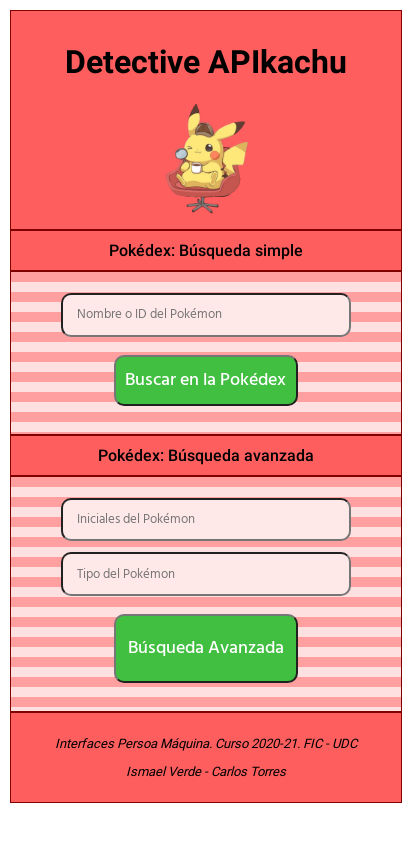 Detective APIkachu
Pokédex: Búsqueda simple
Nombre o ID del Pokémon
Buscar en la Pokédex
Pokédex: Búsqueda avanzada
Iniciales del Pokémon
Tipo del Pokémon
Búsqueda Avanzada
Interfaces Persoa Máquina. Curso 2020-21. FIC - UDC
Ismael Verde - Carlos Torres